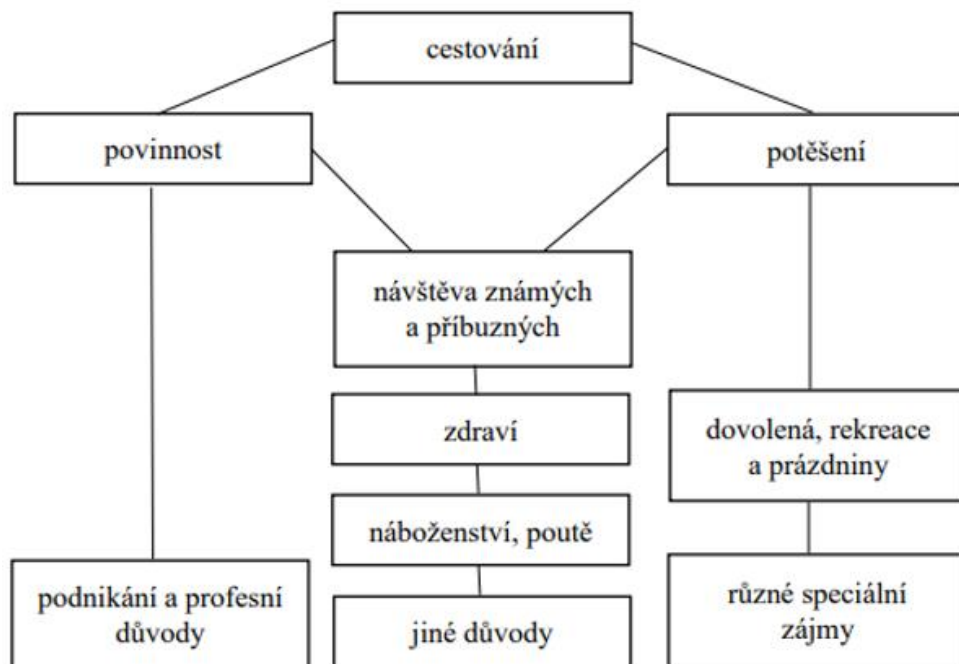 cestování
povinnost
potěšení
návštěva známých
a příbuzných
zdraví
dovolená, rekreace
a prázdniny
náboženství, poutě
podnikání a profesní
důvody
jiné důvody
různé speciální
zájmy